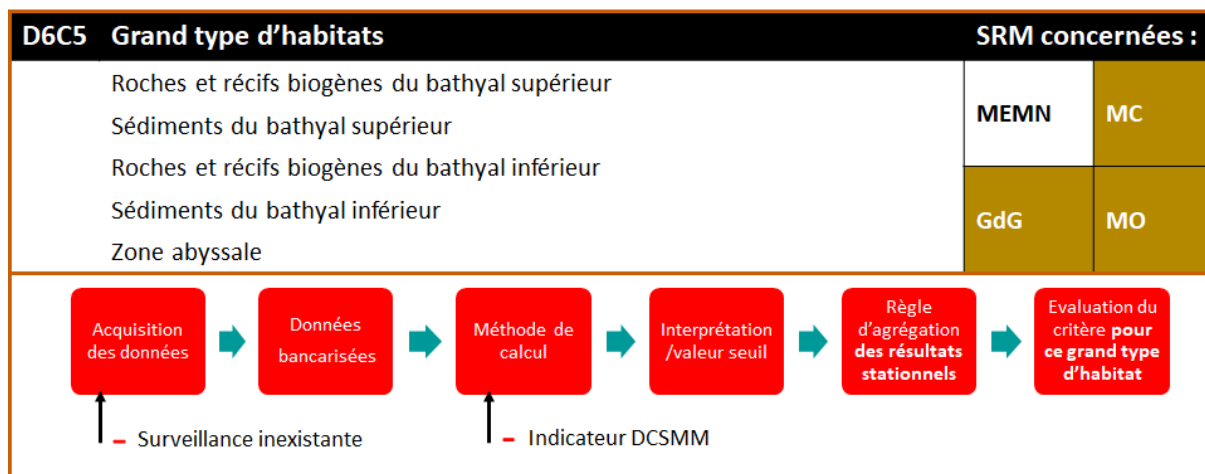 D6C5 Grand type d’habitats SRM concernées :
Roches et récifs biogènes du bathyal supérieur
Sédiments du bathyal supérieur
Roches et récifs biogènes du bathyal inférieur
Sédiments du bathyal inférieur
Zone abyssale
MEMN MC
GdG MO
Acquisition
des données
Données
bancarisées
Méthode de
calcul
Interprétation
/valeur seuil
Règle
d’agrégation
des résultats
stationnels
Evaluation du
critère pour
ce grand type
d’habitat
– Surveillance inexistante
– Indicateur DCSMM